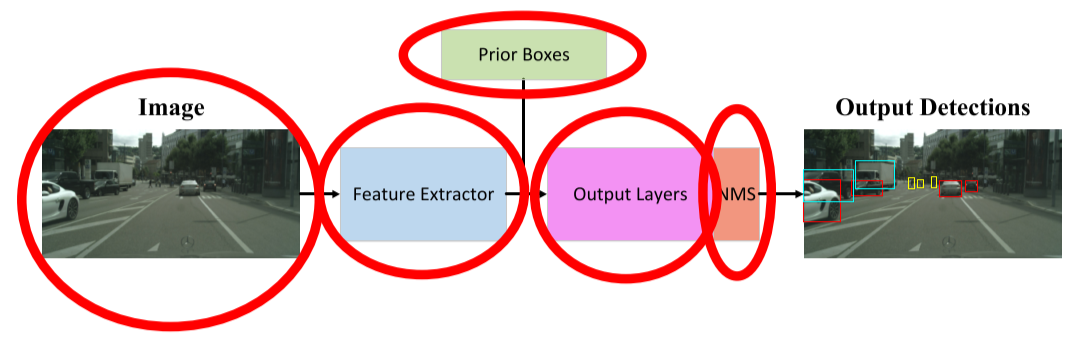 Prior Boxes
Image
Output Detections
Feature Extractor
Output Layers
NMS